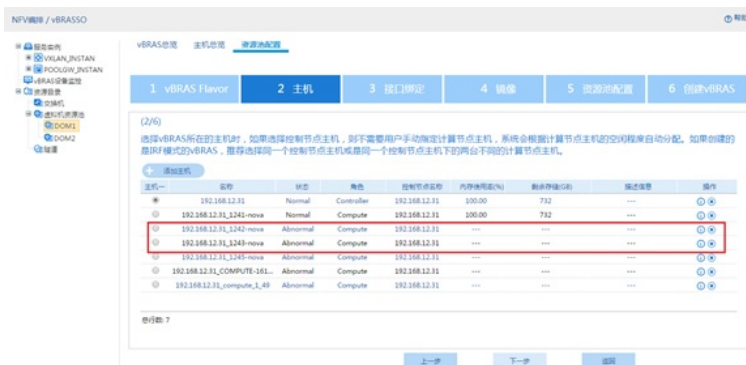 NFV编排 / vBRASSO
帮助
服务实例
VXLAN_INSTAN
POOLGW_INSTAN
vBRAS设备监控
资源目录
交换机
虚拟机资源池
DOM1
DOM2
隧道
vBRAS总览 主机总览 资源池配置
1 vBRAS Flavor 2 主机 3 接口绑定 4 镜像 5 资源池配置 6 创建vBRAS
(2/6)
选择vBRAS所在的主机时，如果选择控制节点主机，则不需要用户手动指定计算节点主机，系统会根据计算节点主机的空闲程度自动分配。如果创建的
是IRF模式的vBRAS，推荐选择同一个控制节点主机或是同一个控制节点主机下的两台不同的计算节点主机。
添加主机
主机一 名称 状态 角色 控制节点名称 内存使用率(%) 剩余存储(GB) 描述信息 操作
192.168.12.31 Normal Controller 192.168.12.31 100.00 732 ---
192.168.12.31_1241-nova Normal Compute 192.168.12.31 100.00 732 ---
192.168.12.31_1242-nova Abnormal Compute 192.168.12.31 --- --- ---
192.168.12.31_1243-nova Abnormal Compute 192.168.12.31 --- --- ---
192.168.12.31_1245-nova Abnormal Compute 192.168.12.31 --- --- ---
192.168.12.31_COMPUTE-161... Abnormal Compute 192.168.12.31 --- --- ---
192.168.12.31_compute_1_49 Abnormal Compute 192.168.12.31 --- --- ---
总行数: 7
上一步 下一步 返回